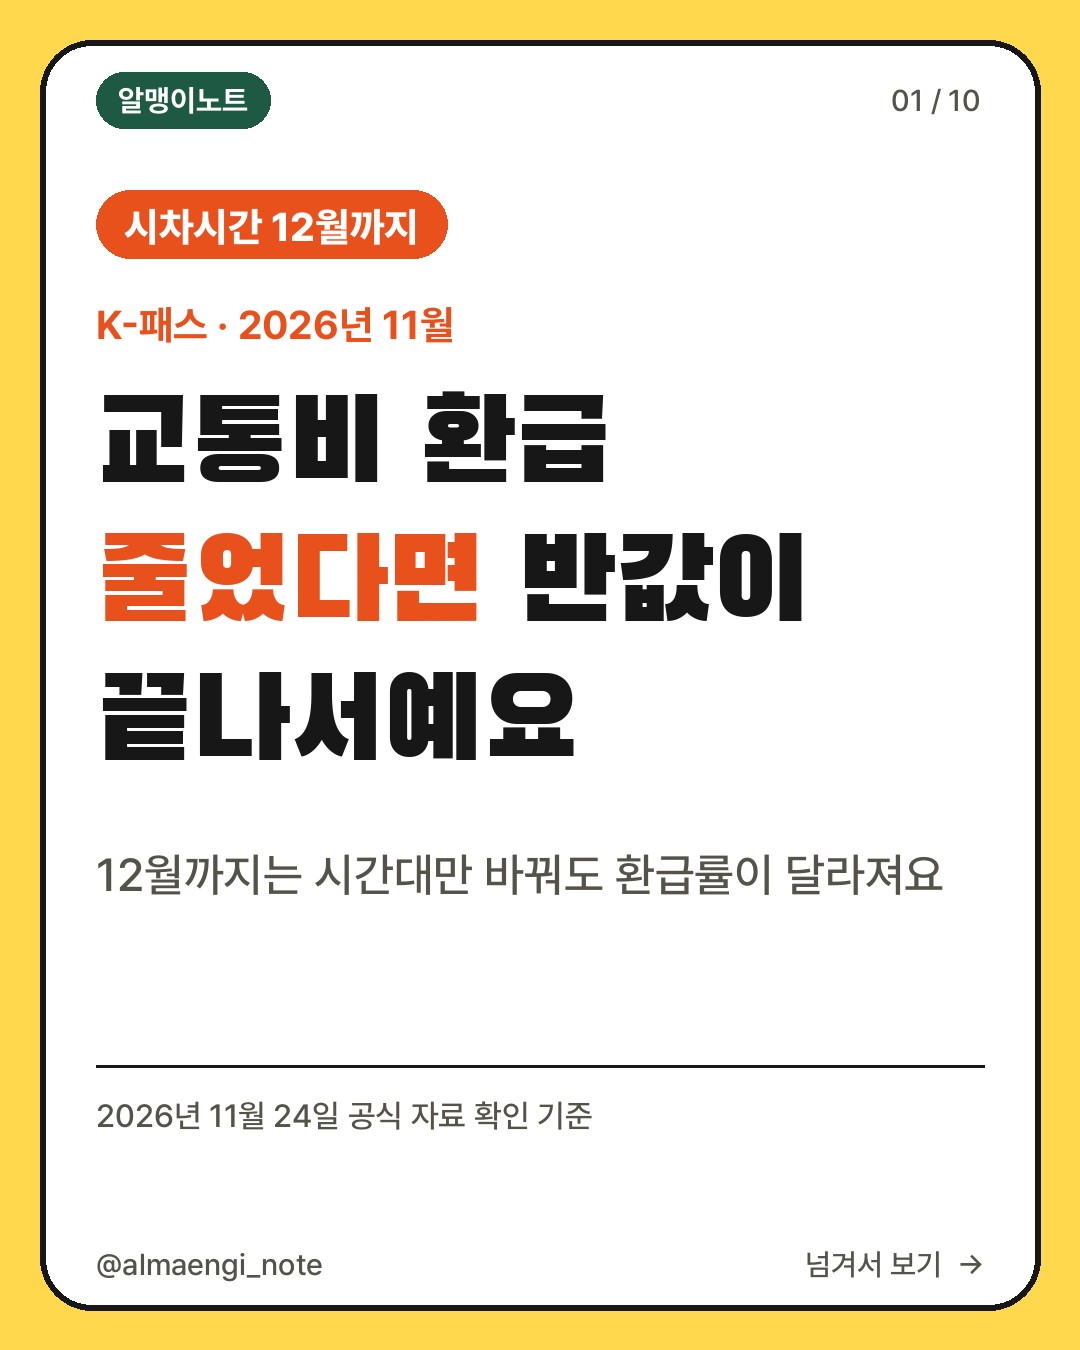 알맹이노트
01 / 10
시차시간 12월까지
K-패스 · 2026년 11월
교통비 환급
줄었다면 반값이
끝나서예요
12월까지는 시간대만 바꿔도 환급률이 달라져요
2026년 11월 24일 공식 자료 확인 기준
@almaengi_note
넘겨서 보기 →